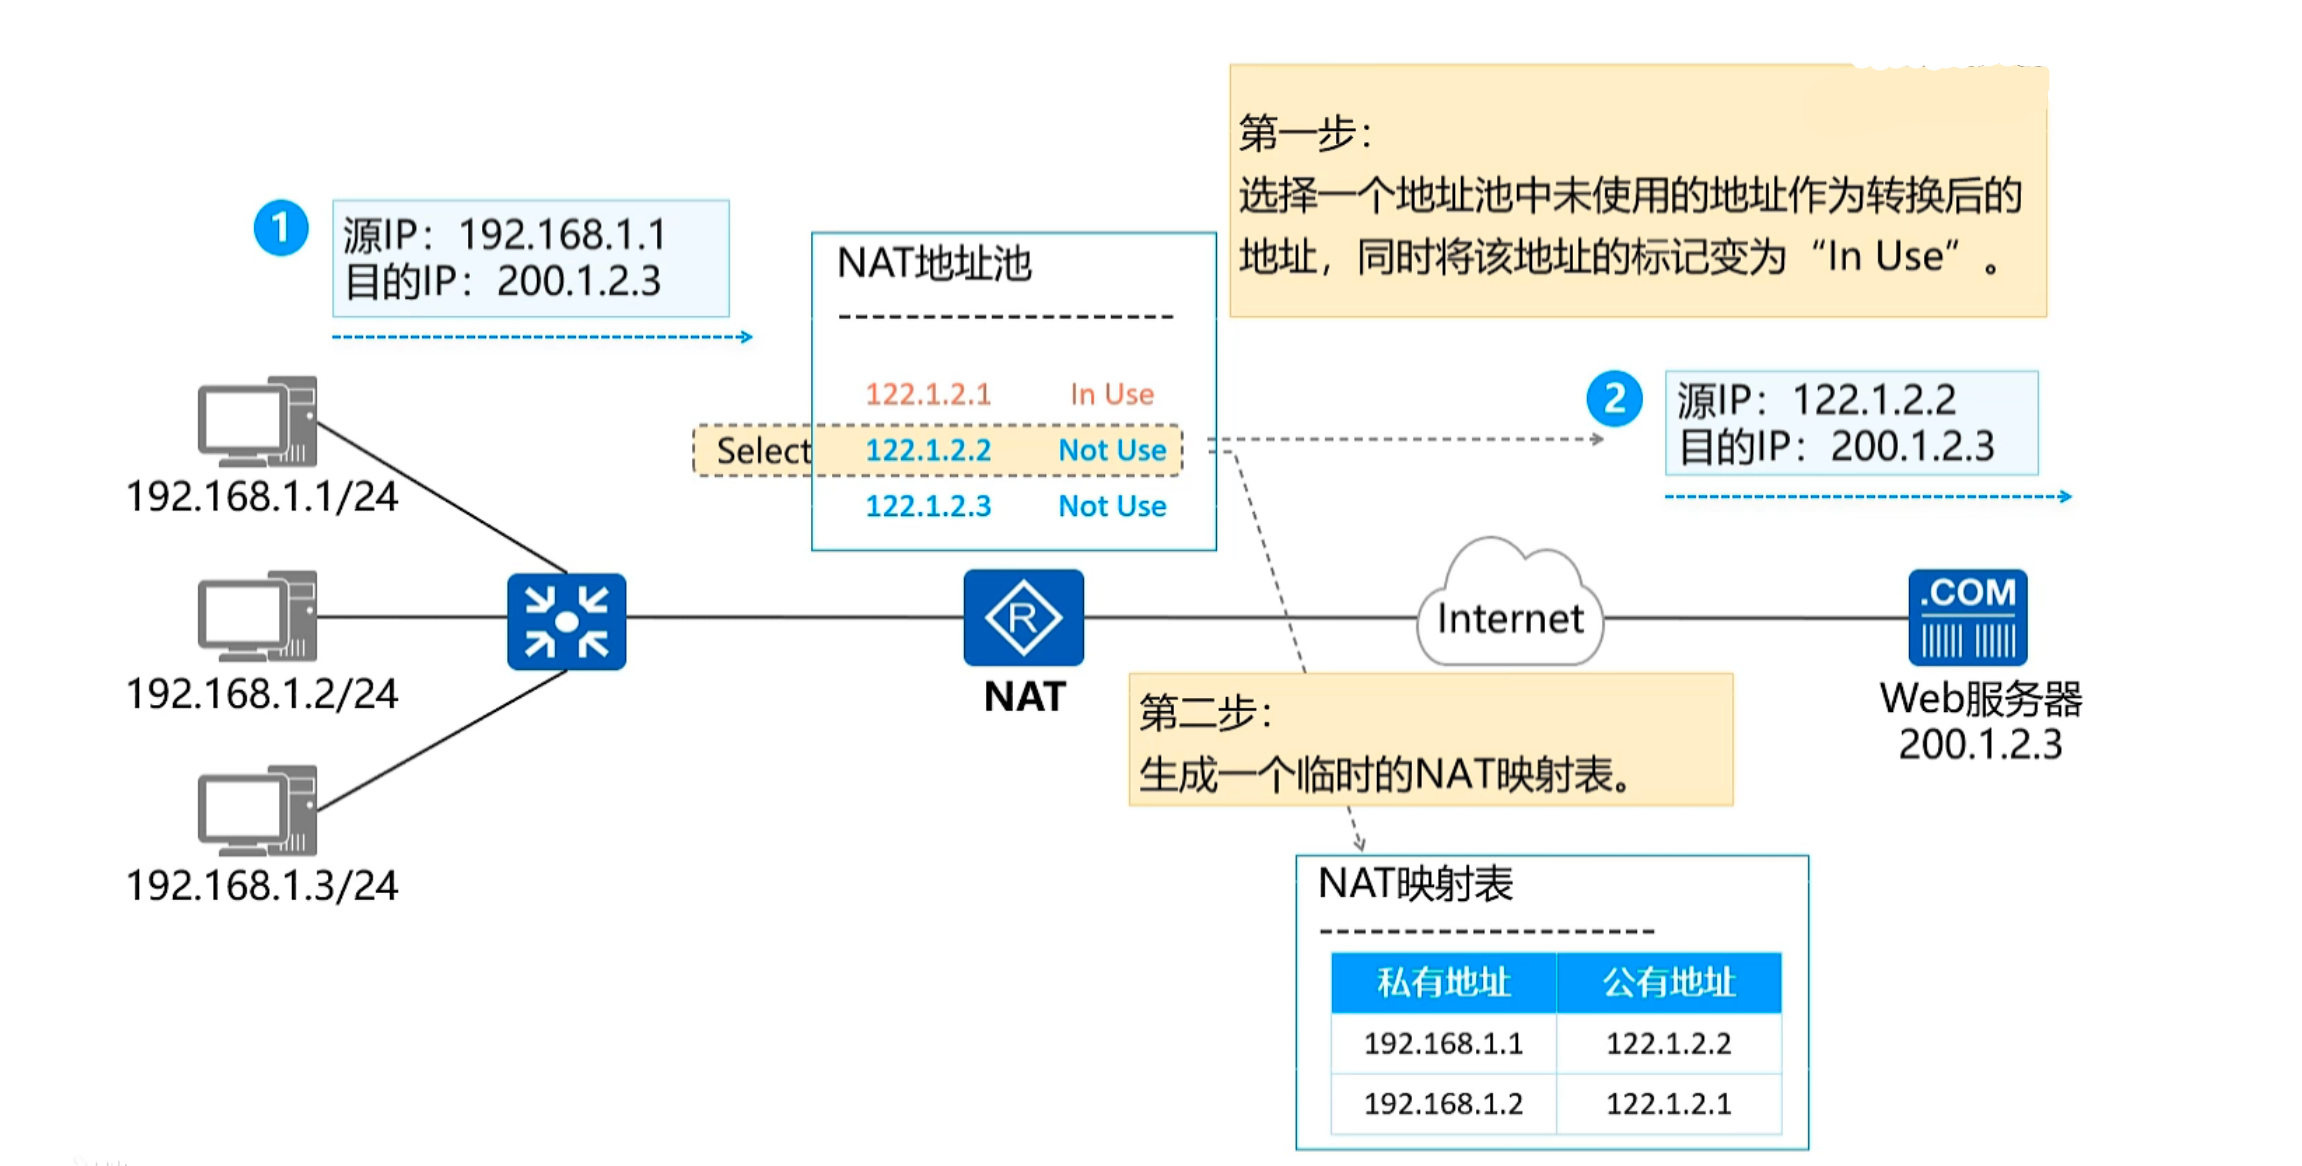 第一步：
选择一个地址池中未使用的地址作为转换后的
地址，同时将该地址的标记变为“In Use”。
1
源IP：192.168.1.1
目的IP：200.1.2.3
NAT地址池
122.1.2.1 In Use
Select 122.1.2.2 Not Use
122.1.2.3 Not Use
2
源IP：122.1.2.2
目的IP：200.1.2.3
192.168.1.1/24
192.168.1.2/24
192.168.1.3/24
R
NAT
Internet
.COM
Web服务器
200.1.2.3
第二步：
生成一个临时的NAT映射表。
NAT映射表
私有地址 公有地址
192.168.1.1 122.1.2.2
192.168.1.2 122.1.2.1